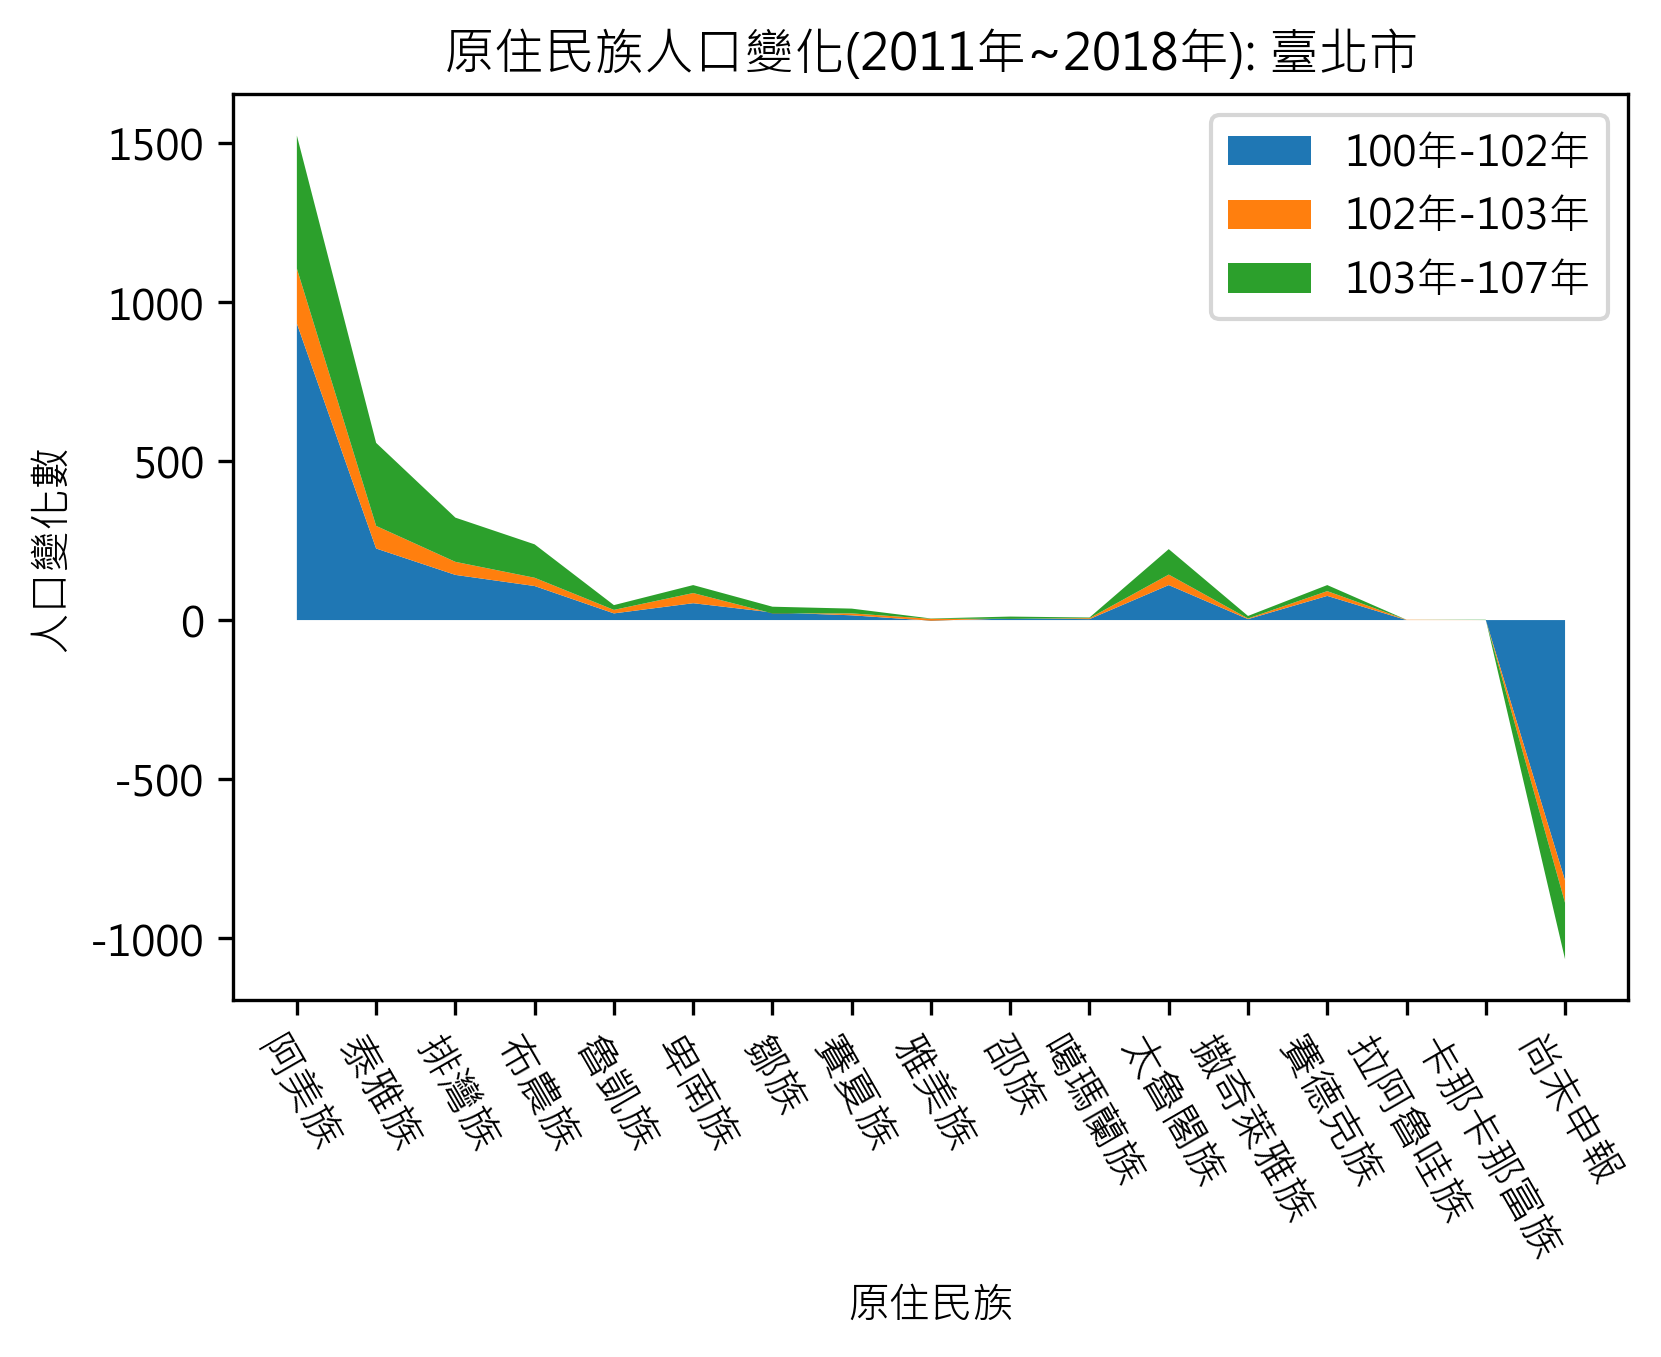 原住民族人口變化(2011年~2018年): 臺北市
人口變化數
1500
1000
500
0
-500
-1000
100年-102年
102年-103年
103年-107年
阿美族
泰雅族
排灣族
布農族
魯凱族
卑南族
鄒族
賽夏族
雅美族
邵族
噶瑪蘭族
太魯閣族
撒奇萊雅族
賽德克族
拉阿魯哇族
卡那卡那富族
尚未申報
原住民族